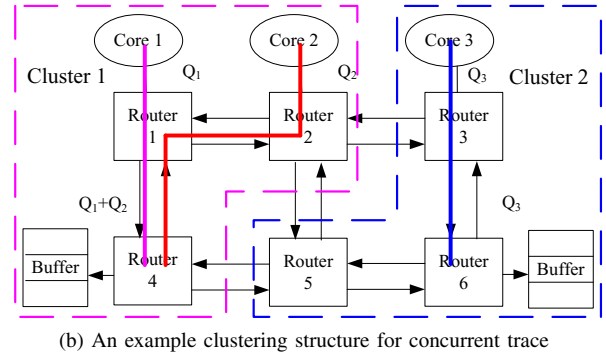 Core 1
Core 2
Core 3
Cluster 1
Q1
Q2
Q3
Cluster 2
Router
1
Router
2
Router
3
Q1+Q2
Q3
Buffer
Router
4
Router
5
Router
6
Buffer
(b) An example clustering structure for concurrent trace